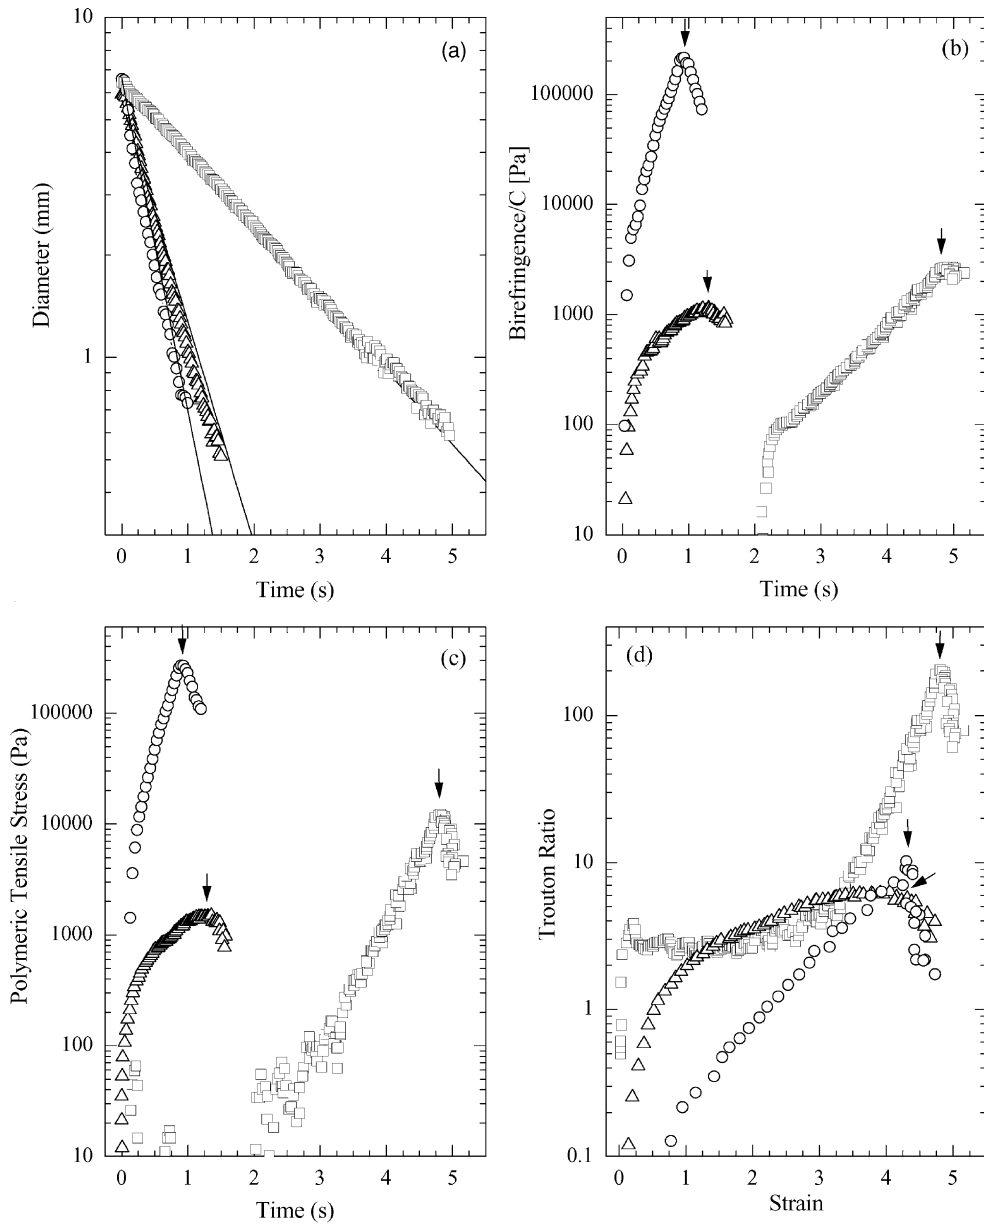 10
(a)
Diameter (mm)
1
0 1 2 3 4 5
Time (s)
(b)
100000
10000
1000
100
10
Birefringence/C [Pa]
0 1 2 3 4 5
Time (s)
(c)
100000
10000
1000
100
10
Polymeric Tensile Stress (Pa)
0 1 2 3 4 5
Time (s)
(d)
100
10
1
0.1
Trouton Ratio
0 1 2 3 4 5
Strain